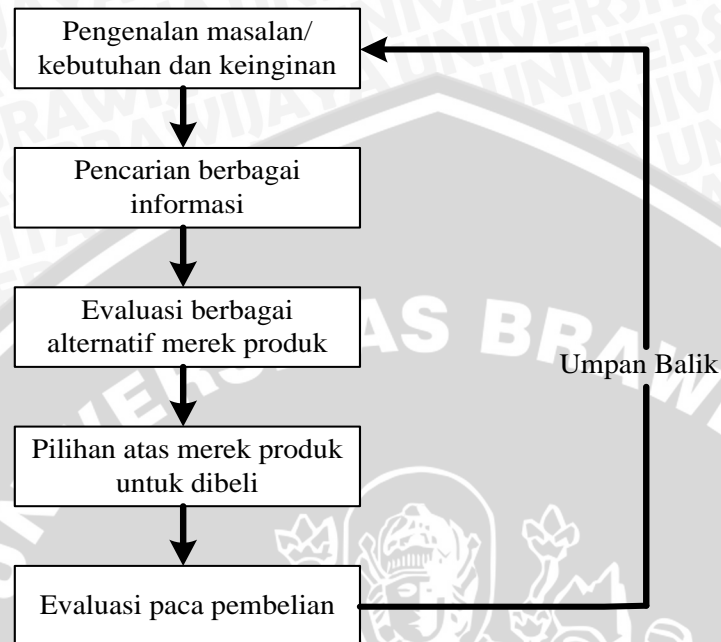 Pengenalan masalan/
kebutuhan dan keinginan
Pencarian berbagai
informasi
Evaluasi berbagai
alternatif merek produk
Umpan Balik
Pilihan atas merek produk
untuk dibeli
Evaluasi paca pembelian